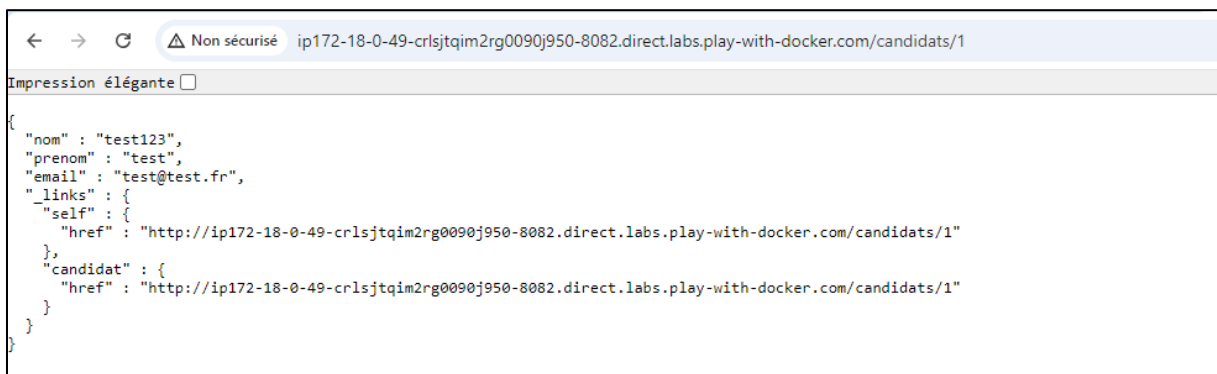 Non sécurisé ip172-18-0-49-crlsjtqim2rg0090j950-8082.direct.labs.play-with-docker.com/candidats/1
Impression élégante
{
  "nom" : "test123",
  "prenom" : "test",
  "email" : "test@test.fr",
  "_links" : {
    "self" : {
      "href" : "http://ip172-18-0-49-crlsjtqim2rg0090j950-8082.direct.labs.play-with-docker.com/candidats/1"
    },
    "candidat" : {
      "href" : "http://ip172-18-0-49-crlsjtqim2rg0090j950-8082.direct.labs.play-with-docker.com/candidats/1"
    }
  }
}